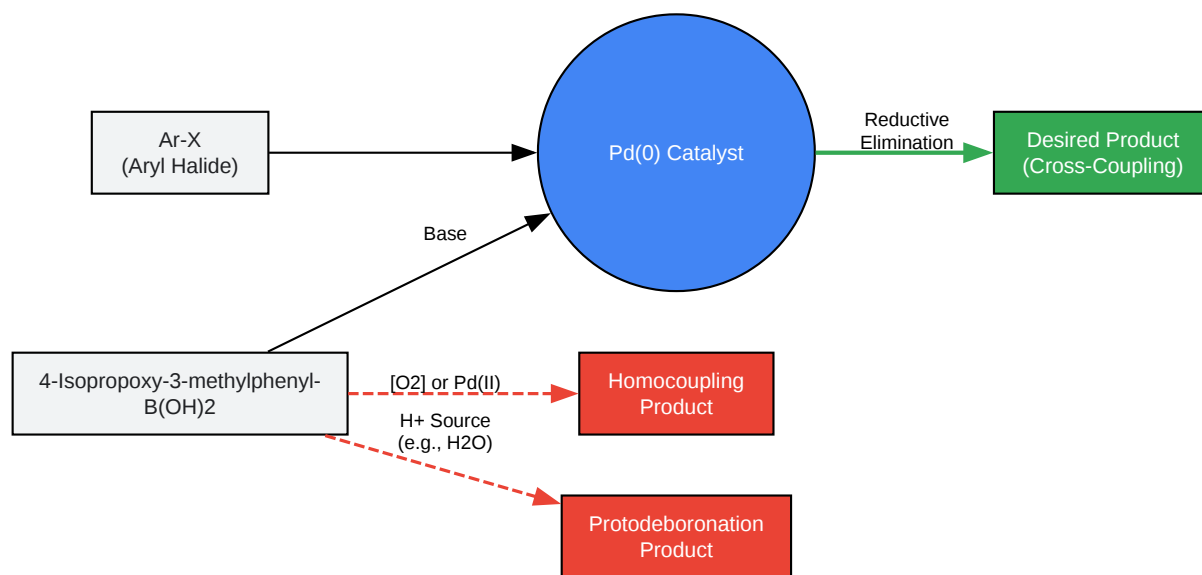 Ar-X
(Aryl Halide)
Pd(0) Catalyst
Reductive
Elimination
Desired Product
(Cross-Coupling)
Base
4-Isopropoxy-3-methylphenyl-
B(OH)2
[O2] or Pd(II)
Homocoupling
Product
H+ Source
(e.g., H2O)
Protodeboronation
Product